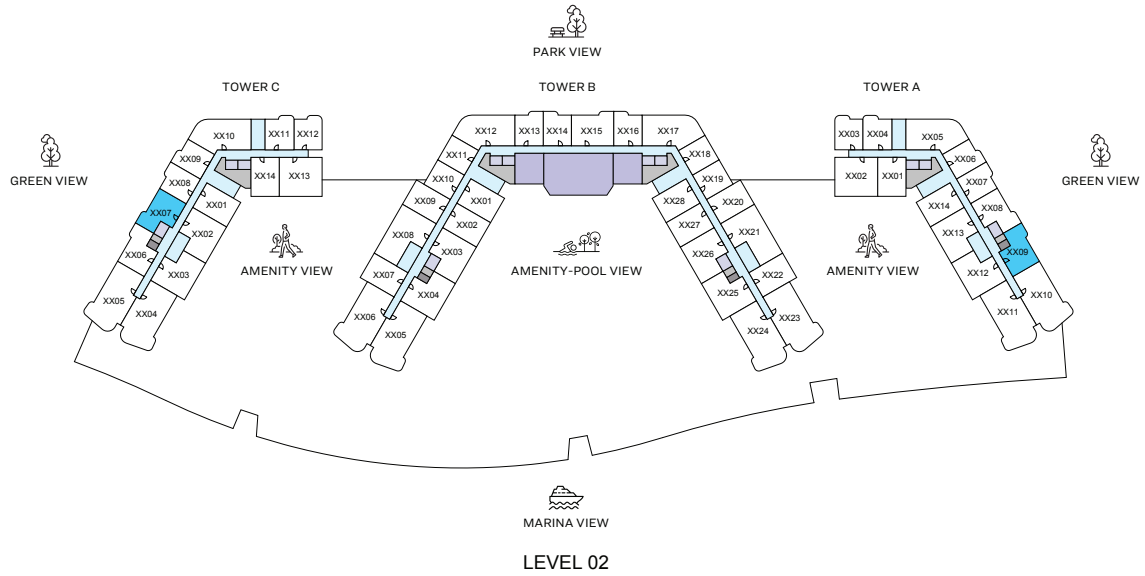 PARK VIEW
TOWER C
TOWER B
TOWER A
XX10
XX11
XX12
XX09
XX08
XX07
XX06
XX05
XX04
XX03
XX02
XX01
XX14
XX13
XX12
XX13
XX14
XX15
XX16
XX17
XX11
XX10
XX09
XX08
XX07
XX06
XX05
XX04
XX03
XX02
XX01
XX18
XX19
XX20
XX21
XX22
XX23
XX24
XX25
XX26
XX27
XX28
XX03
XX04
XX05
XX02
XX01
XX06
XX07
XX08
XX09
XX10
XX11
XX12
XX13
XX14
GREEN VIEW
GREEN VIEW
AMENITY VIEW
AMENITY-POOL VIEW
AMENITY VIEW
MARINA VIEW
LEVEL 02